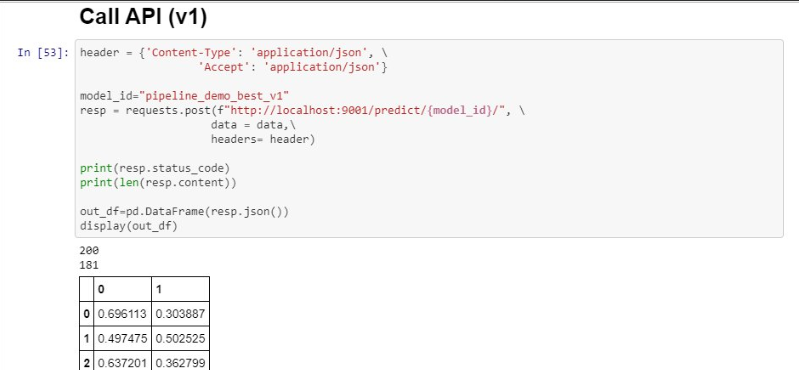 Call API (v1)
In [53]: header = {'Content-Type': 'application/json', \
'Accept': 'application/json'}
model_id="pipeline_demo_best_v1"
resp = requests.post(f"http://localhost:9001/predict/{model_id}/", \
data = data,\
headers= header)
print(resp.status_code)
print(len(resp.content))
out_df=pd.DataFrame(resp.json())
display(out_df)
200
181
0 1
0 0.696113 0.303887
1 0.497475 0.502525
2 0.637201 0.362799